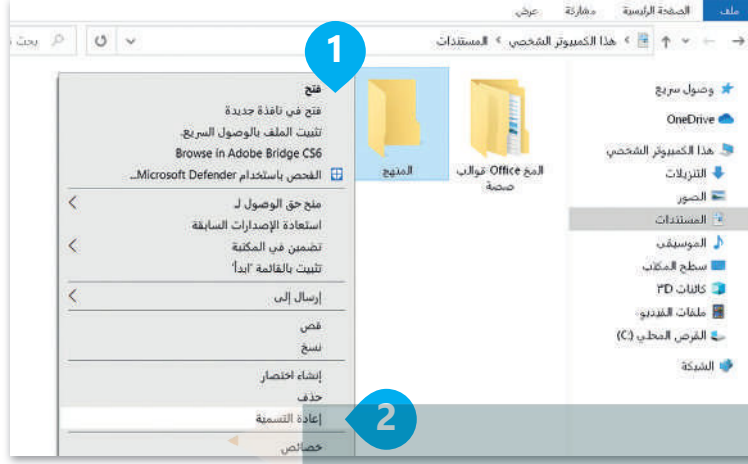 ملف الصفحة الرئيسية مشاركة عرض
هذا الكمبيوتر الشخصي > المستندات
وصول سريع
OneDrive
هذا الكمبيوتر الشخصي
التنزيلات
الصور
المستندات
الموسيقى
سطح المكتب
كائنات ٣D
ملفات الفيديو
القرص المحلي (C:)
الشبكة
قوالب Office المخ
صصة
المنهج
1
فتح
فتح في نافذة جديدة
تثبيت الملف بالوصول السريع.
Browse in Adobe Bridge CS6
الفحص باستخدام Microsoft Defender...
منح حق الوصول لـ
استعادة الإصدارات السابقة
تضمين في المكتبة
تثبيت بالقائمة "ابدأ"
إرسال إلى
قص
نسخ
إنشاء اختصار
حذف
إعادة التسمية
2
خصائص